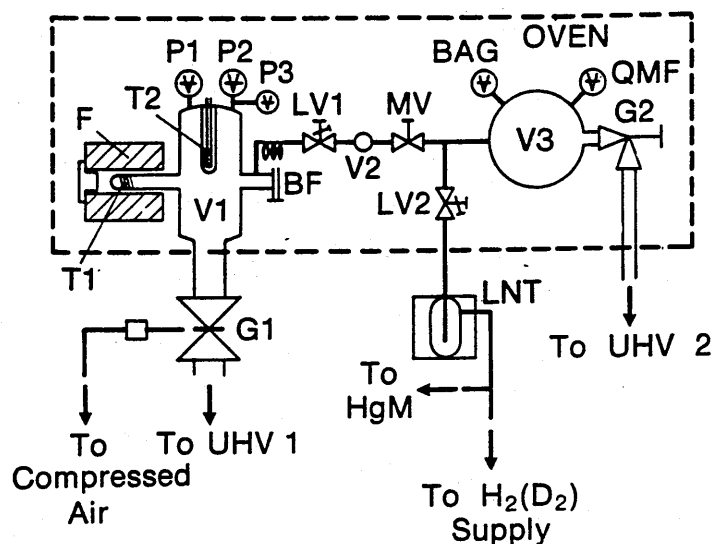 OVEN
P1
P2
P3
BAG
QMF
T2
LV1
MV
G2
F
V2
V3
BF
V1
LV2
T1
LNT
G1
To UHV 2
To
HgM
To
Compressed
Air
To UHV 1
To H₂(D₂)
Supply